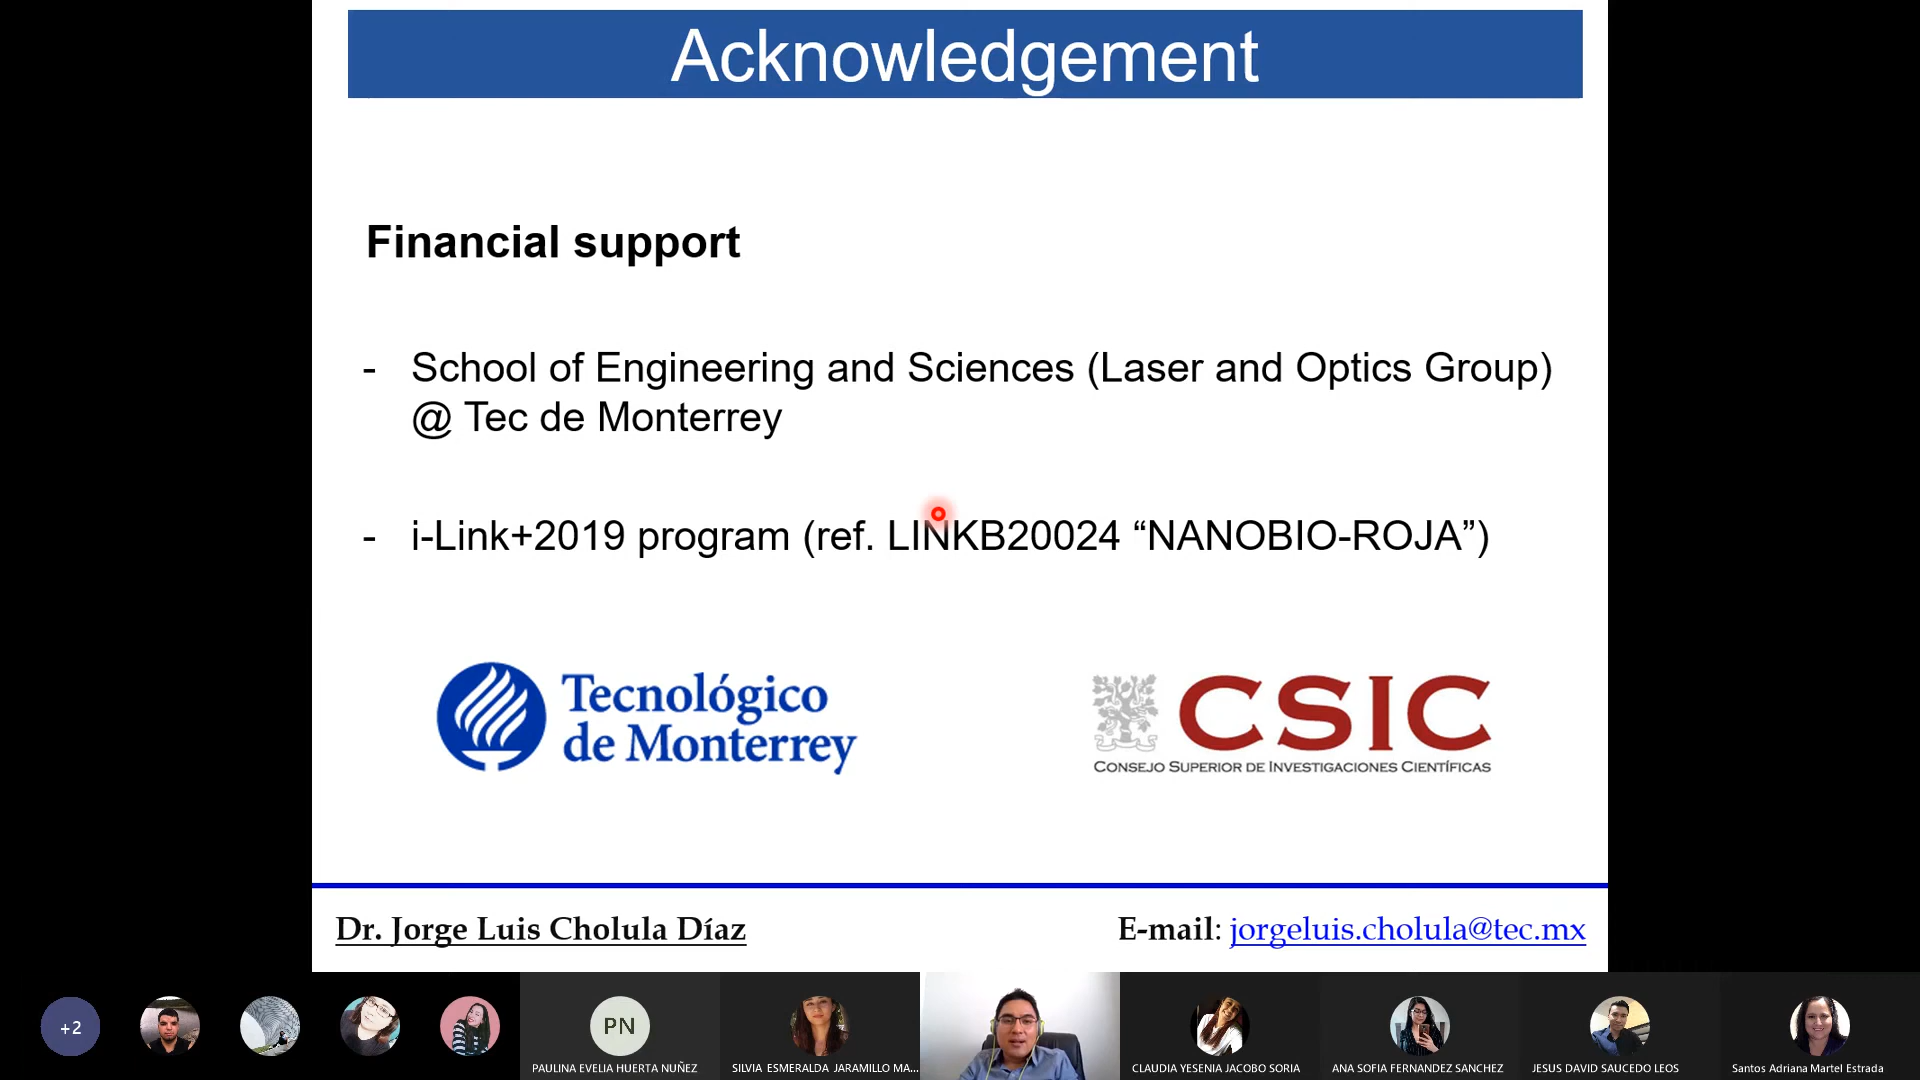 Acknowledgement
Financial support
- School of Engineering and Sciences (Laser and Optics Group)
@ Tec de Monterrey
- i-Link+2019 program (ref. LINKB20024 “NANOBIO-ROJA”)
Tecnológico
de Monterrey
CSIC
CONSEJO SUPERIOR DE INVESTIGACIONES CIENTÍFICAS
Dr. Jorge Luis Cholula Díaz
E-mail: jorgeluis.cholula@tec.mx
+2
PN
PAULINA EVELIA HUERTA NUÑEZ
SILVIA ESMERALDA JARAMILLO MA...
CLAUDIA YESENIA JACOBO SORIA
ANA SOFIA FERNANDEZ SANCHEZ
JESUS DAVID SAUCEDO LEOS
Santos Adriana Martel Estrada